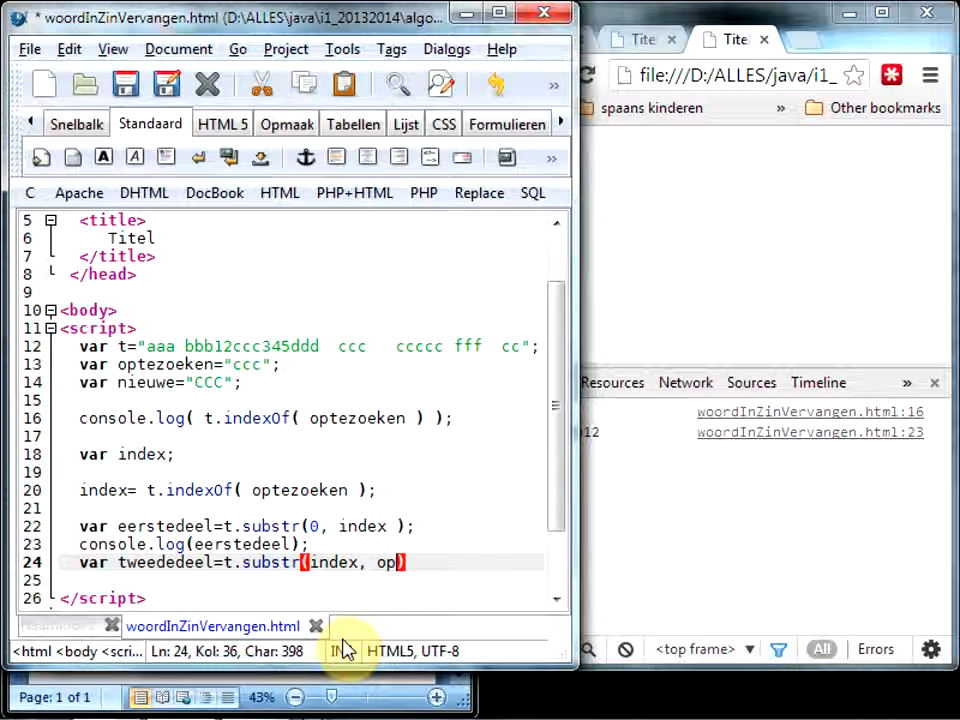 * woordInZinVervangen.html (D:\ALLES\java\i1_20132014\algo...
File Edit View Document Go Project Tools Tags Dialogs Help
»
Snelbalk Standaard HTML 5 Opmaak Tabellen Lijst CSS Formulieren
A A »
C Apache DHTML DocBook HTML PHP+HTML PHP Replace SQL
5 <title>
6 Titel
7 </title>
8 </head>
9
10 <body>
11 <script>
12 var t="aaa bbb12ccc345ddd  ccc   ccccc fff  cc";
13 var optezoeken="ccc";
14 var nieuwe="CCC";
15
16 console.log( t.indexOf( optezoeken ) );
17
18 var index;
19
20 index= t.indexOf( optezoeken );
21
22 var eerstedeel=t.substr(0, index );
23 console.log(eerstedeel);
24 var tweededeel=t.substr(index, op)
25
26 </script>
woordInZinVervangen.html
<html <body <scri... Ln: 24, Kol: 36, Char: 398 HTML5, UTF-8
Page: 1 of 1 43%
Tite Tite
file:///D:/ALLES/java/i1_
spaans kinderen » Other bookmarks
Resources Network Sources Timeline »
woordInZinVervangen.html:16
12 woordInZinVervangen.html:23
<top frame> All Errors